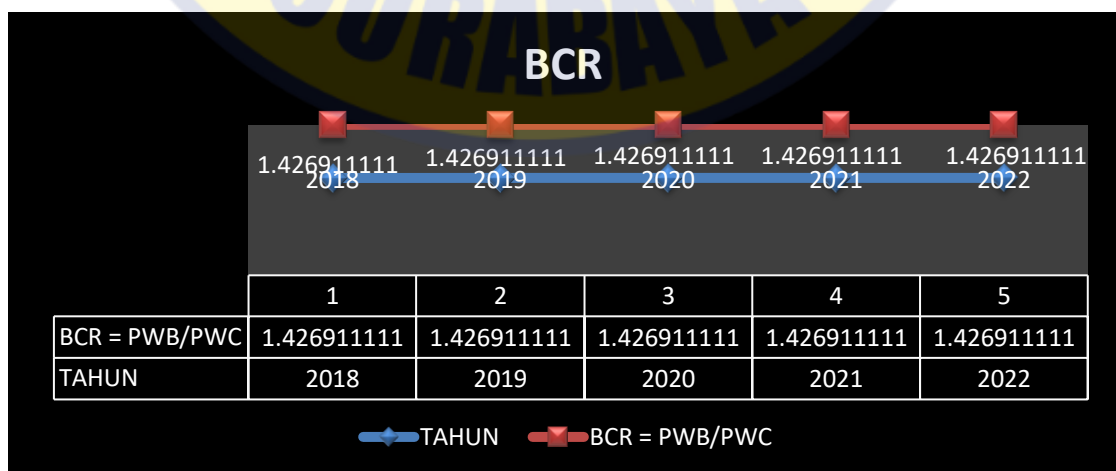 SURABAYA
BCR
1.426911111 1.426911111 1.426911111 1.426911111 1.426911111
2018 2019 2020 2021 2022
1 2 3 4 5
BCR = PWB/PWC 1.426911111 1.426911111 1.426911111 1.426911111 1.426911111
TAHUN 2018 2019 2020 2021 2022
TAHUN BCR = PWB/PWC